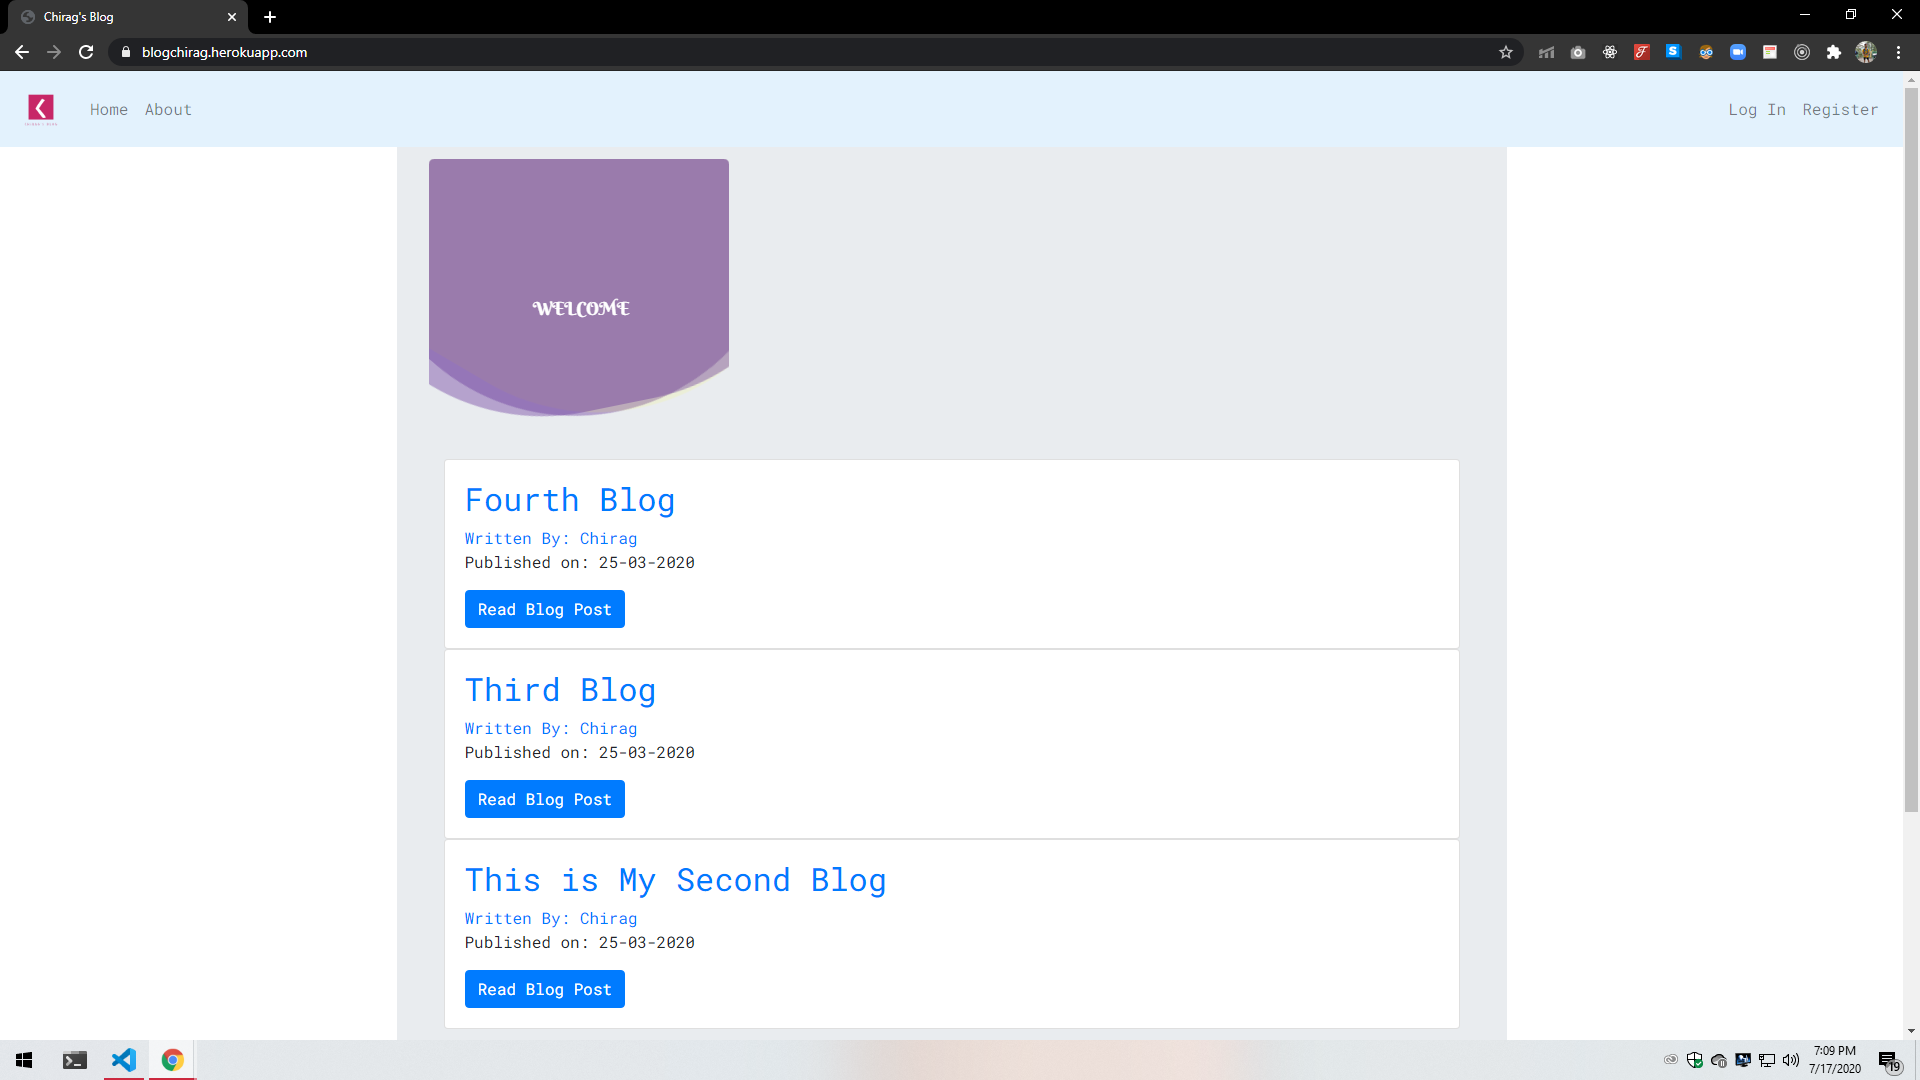 Chirag's Blog
blogchirag.herokuapp.com
Home About
Log In Register
WELCOME
Fourth Blog
Written By: Chirag
Published on: 25-03-2020
Read Blog Post
Third Blog
Written By: Chirag
Published on: 25-03-2020
Read Blog Post
This is My Second Blog
Written By: Chirag
Published on: 25-03-2020
Read Blog Post
7:09 PM
7/17/2020
19